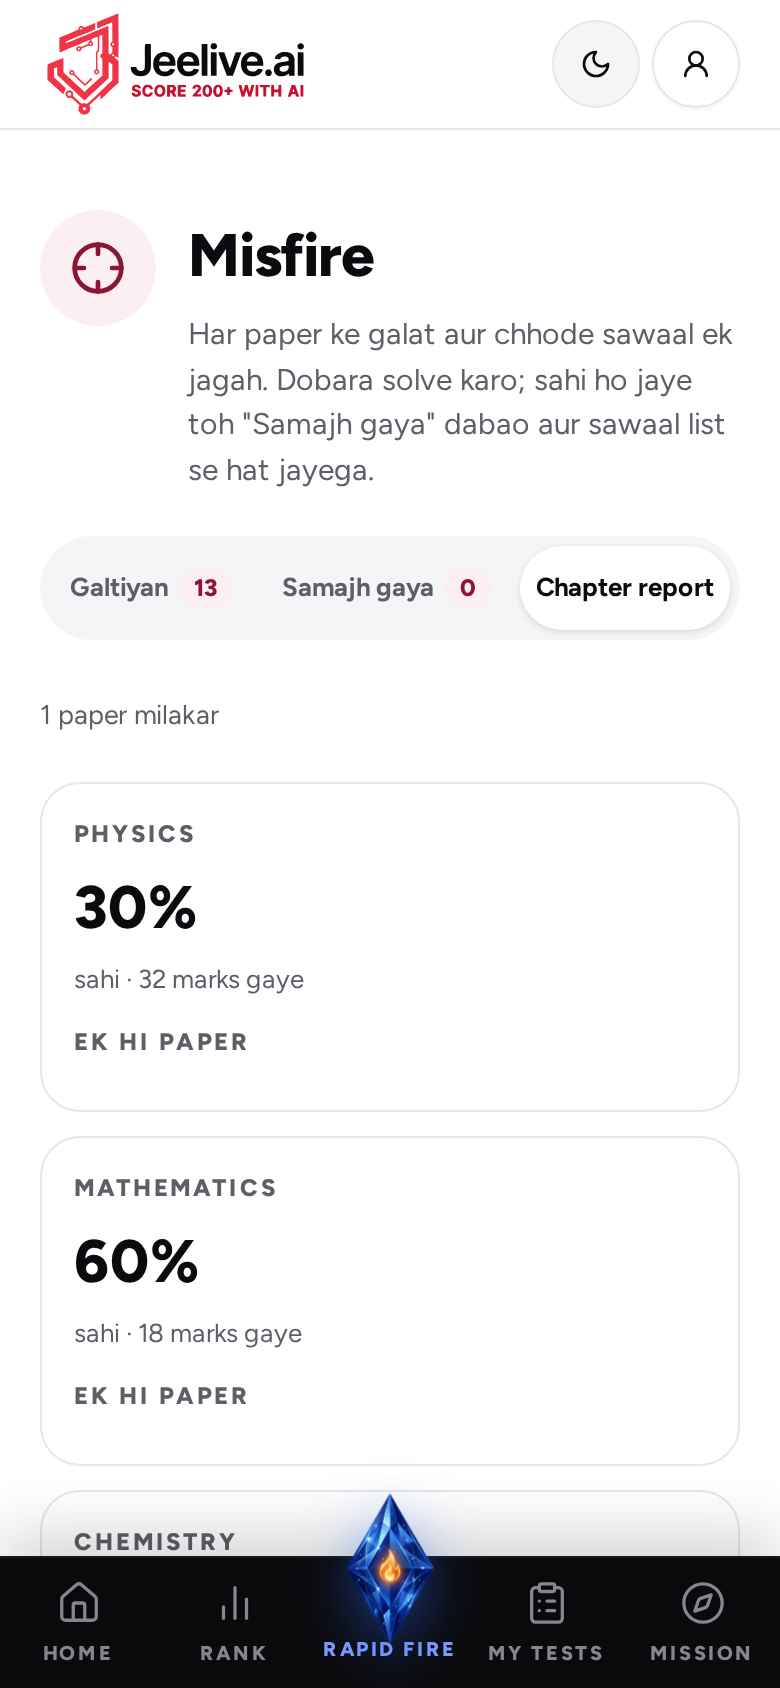 Jeelive.ai
SCORE 200+ WITH AI
Misfire
Har paper ke galat aur chhode sawaal ek
jagah. Dobara solve karo; sahi ho jaye
toh "Samajh gaya" dabao aur sawaal list
se hat jayega.
Galtiyan 13 Samajh gaya 0 Chapter report
1 paper milakar
PHYSICS
30%
sahi · 32 marks gaye
EK HI PAPER
MATHEMATICS
60%
sahi · 18 marks gaye
EK HI PAPER
CHEMISTRY
HOME RANK RAPID FIRE MY TESTS MISSION